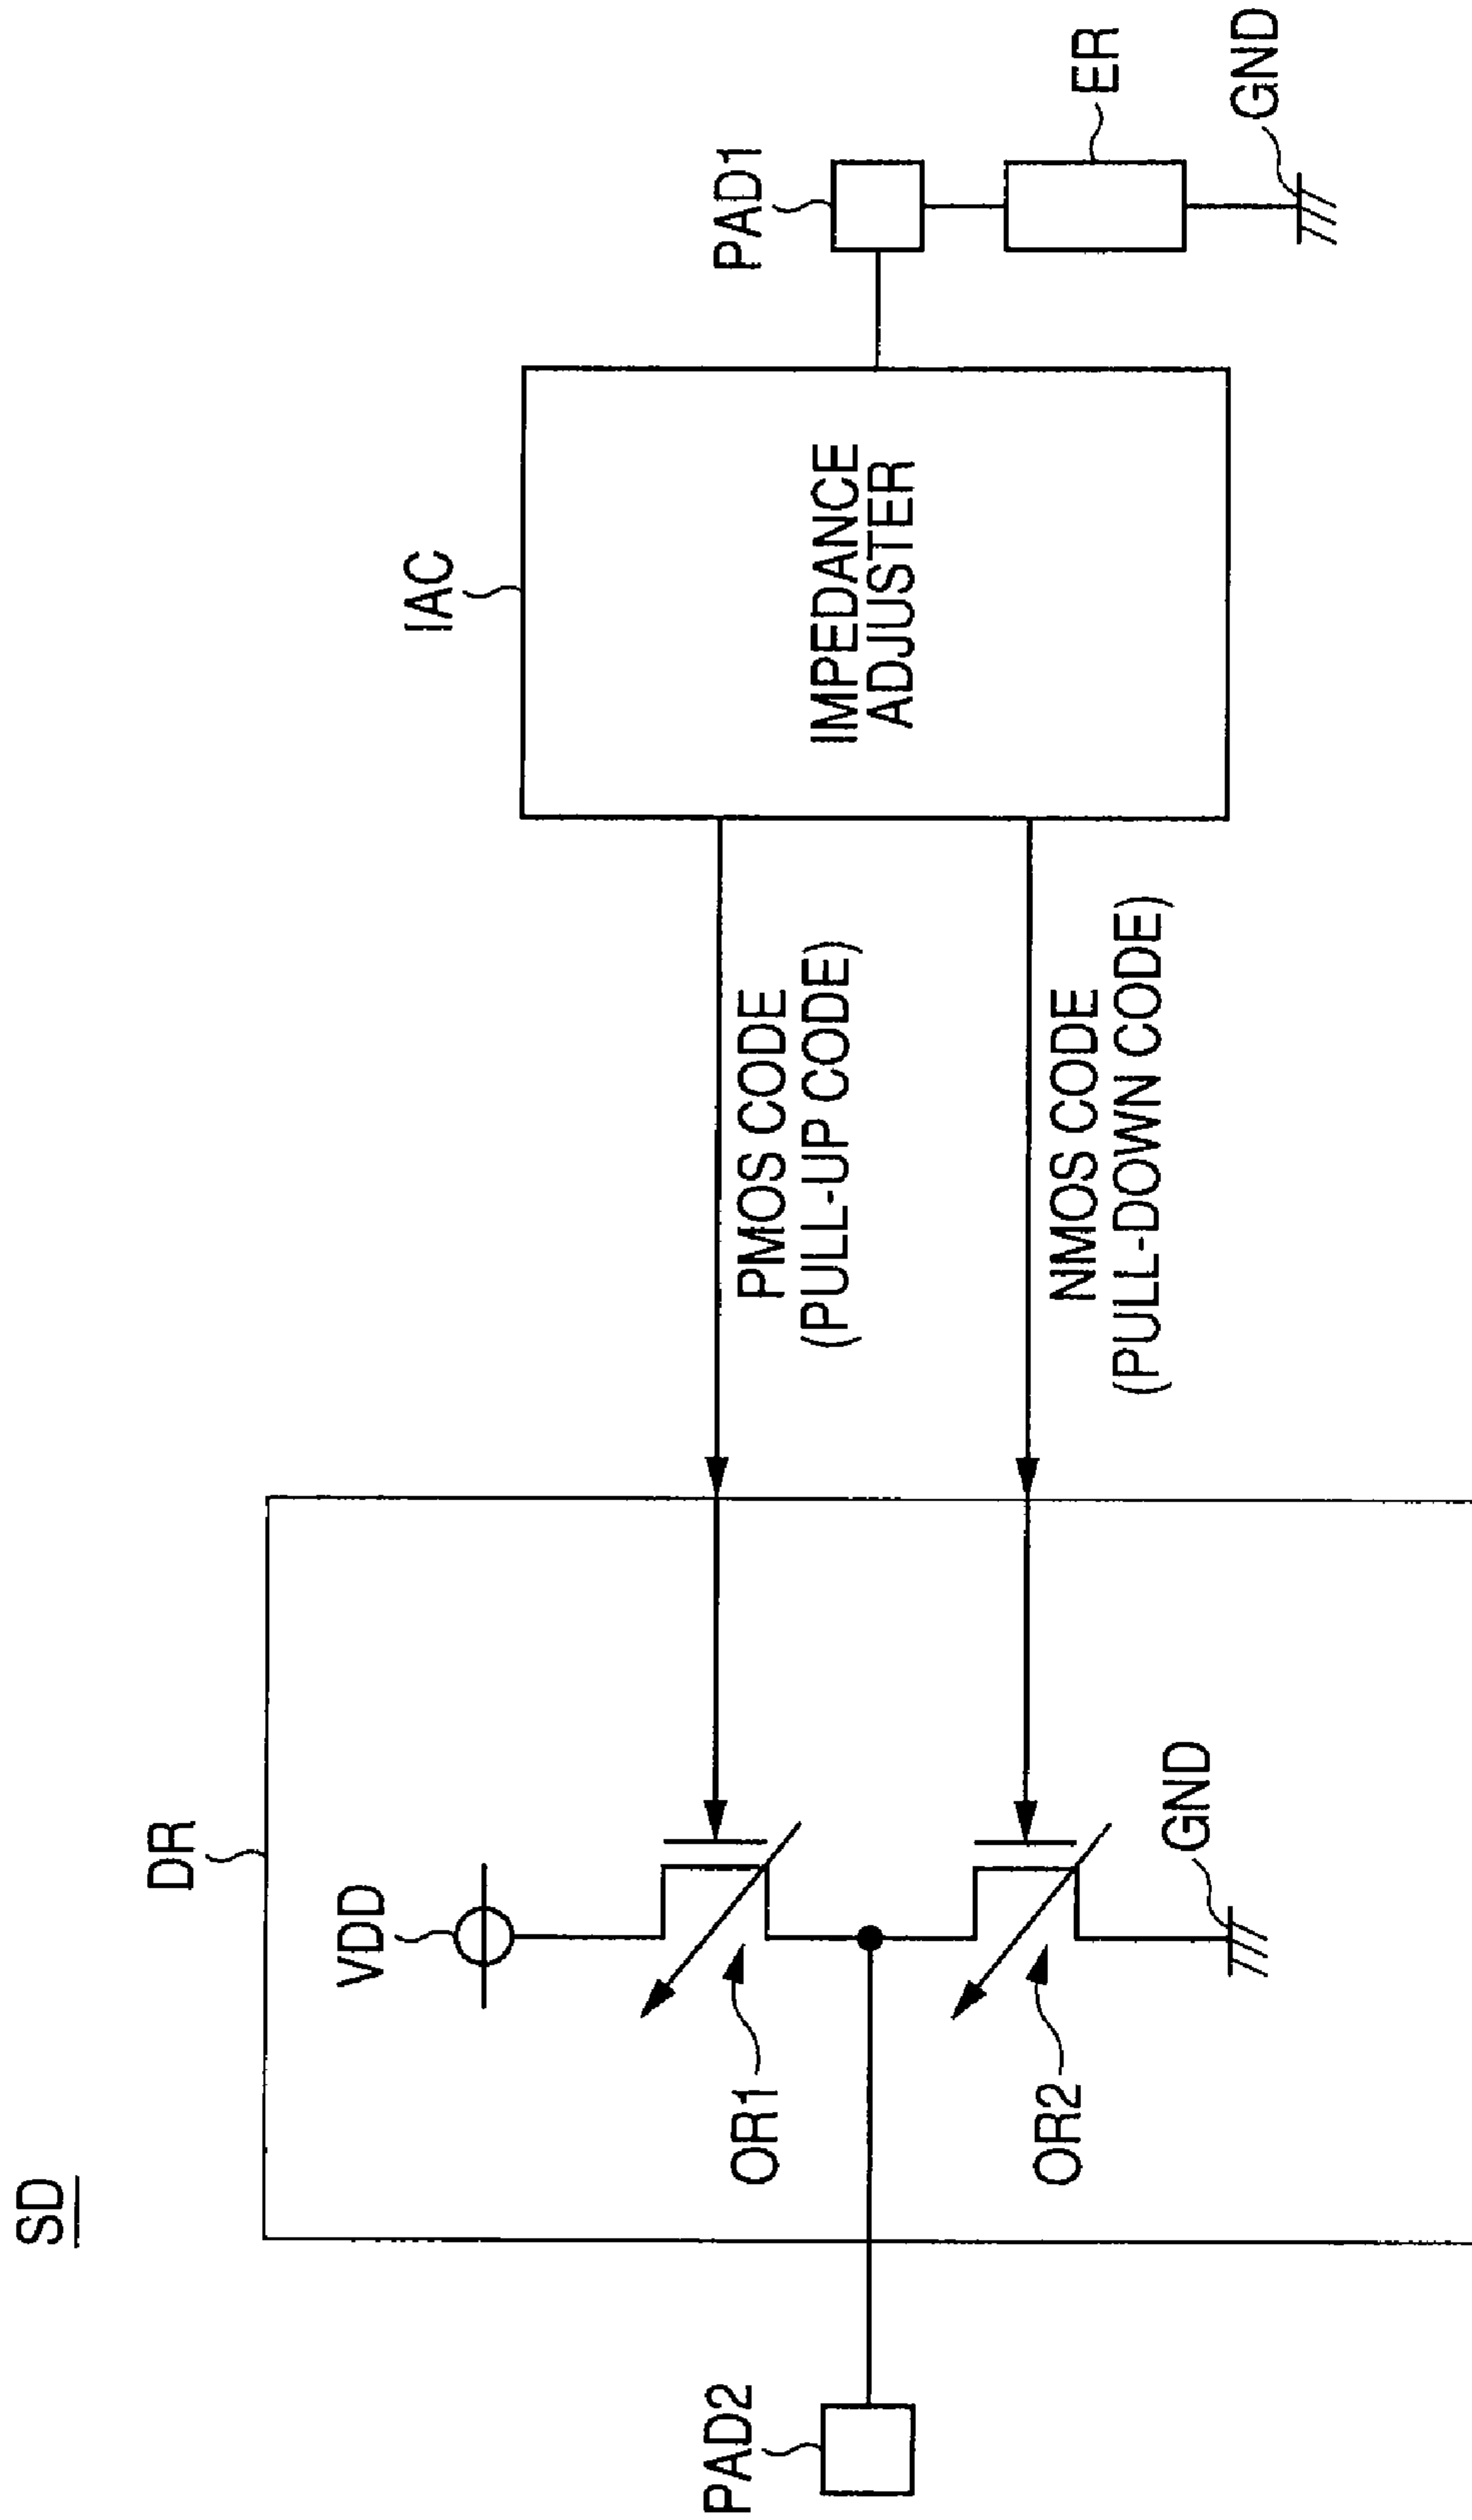 SD
DR
VDD
OR1
OR2
GND
PAD2
PMOS CODE
(PULL-UP CODE)
NMOS CODE
(PULL-DOWN CODE)
IAC
IMPEDANCE
ADJUSTER
PAD1
ER
GND